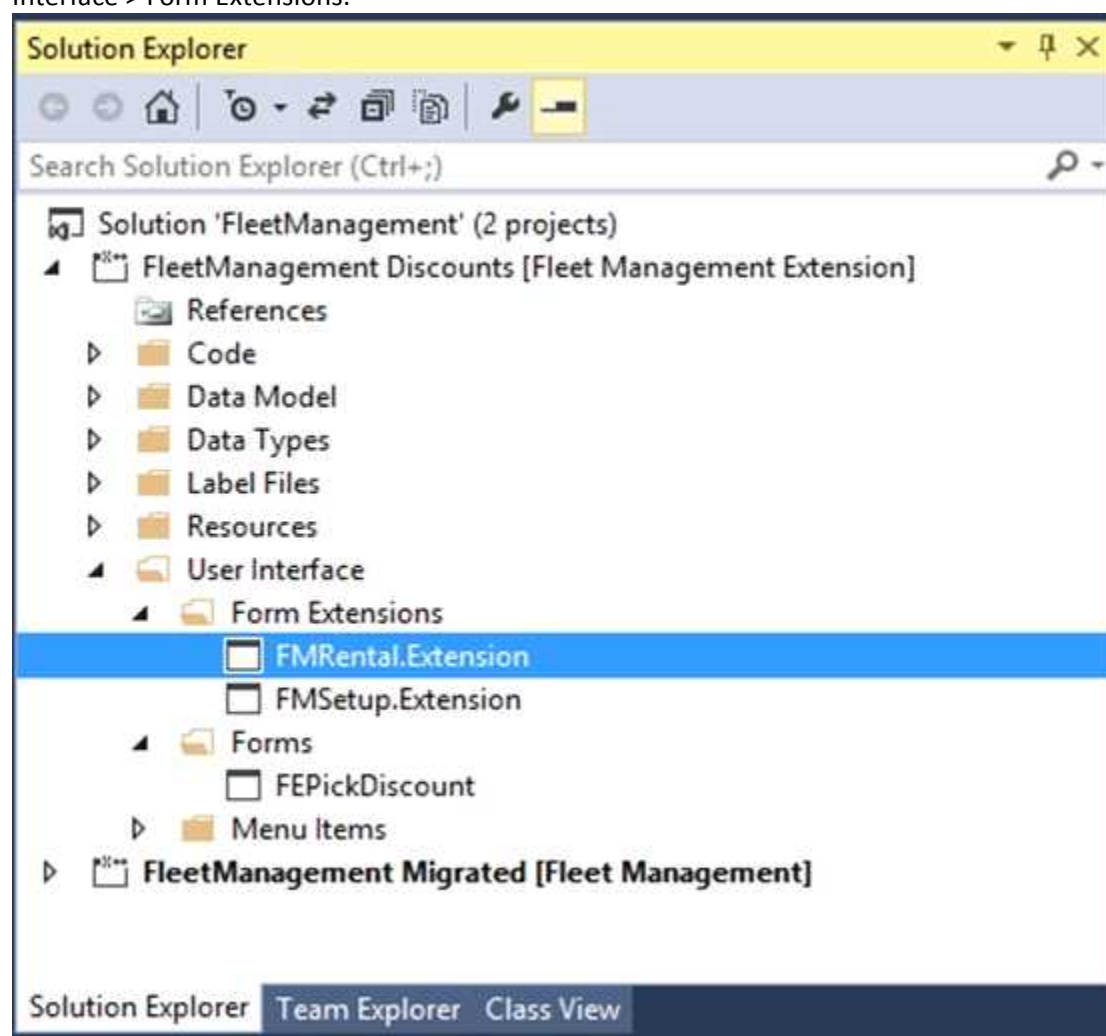 Interface > Form Extensions.
Solution Explorer
Search Solution Explorer (Ctrl+;)
Solution 'FleetManagement' (2 projects)
FleetManagement Discounts [Fleet Management Extension]
References
Code
Data Model
Data Types
Label Files
Resources
User Interface
Form Extensions
FMRental.Extension
FMSetup.Extension
Forms
FEPickDiscount
Menu Items
FleetManagement Migrated [Fleet Management]
Solution Explorer Team Explorer Class View